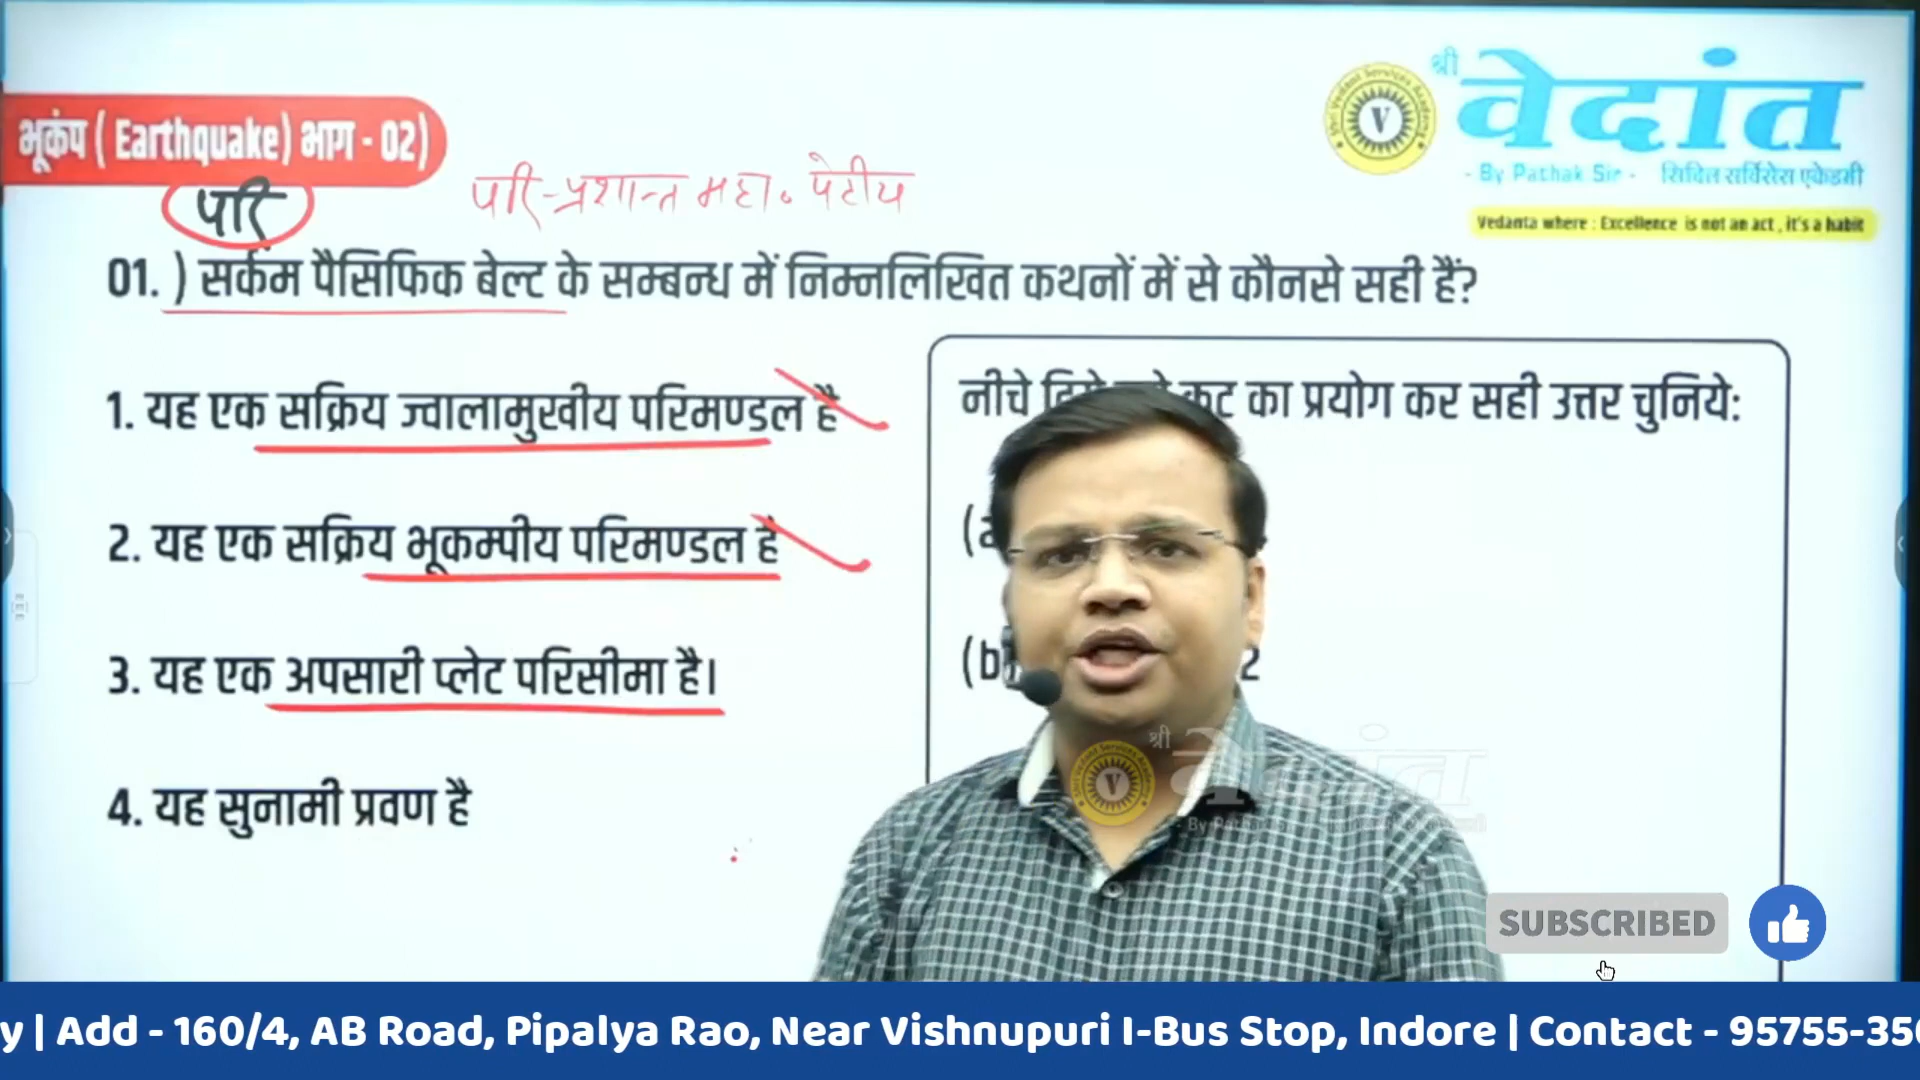 भूकंप ( Earthquake) भाग - 02)
श्री वेदांत
- By Pathak Sir - सिविल सर्विसेस एकेडमी
Vedanta where : Excellence is not an act , it's a habit
परि
परि-प्रशान्त महा० पेटीय
01. ) सर्कम पैसिफिक बेल्ट के सम्बन्ध में निम्नलिखित कथनों में से कौनसे सही हैं?
1. यह एक सक्रिय ज्वालामुखीय परिमण्डल है
2. यह एक सक्रिय भूकम्पीय परिमण्डल है
3. यह एक अपसारी प्लेट परिसीमा है।
4. यह सुनामी प्रवण है
नीचे कूट का प्रयोग कर सही उत्तर चुनिये:
(a
(b 2
श्री वेदांत
SUBSCRIBED
y | Add - 160/4, AB Road, Pipalya Rao, Near Vishnupuri I-Bus Stop, Indore | Contact - 95755-350